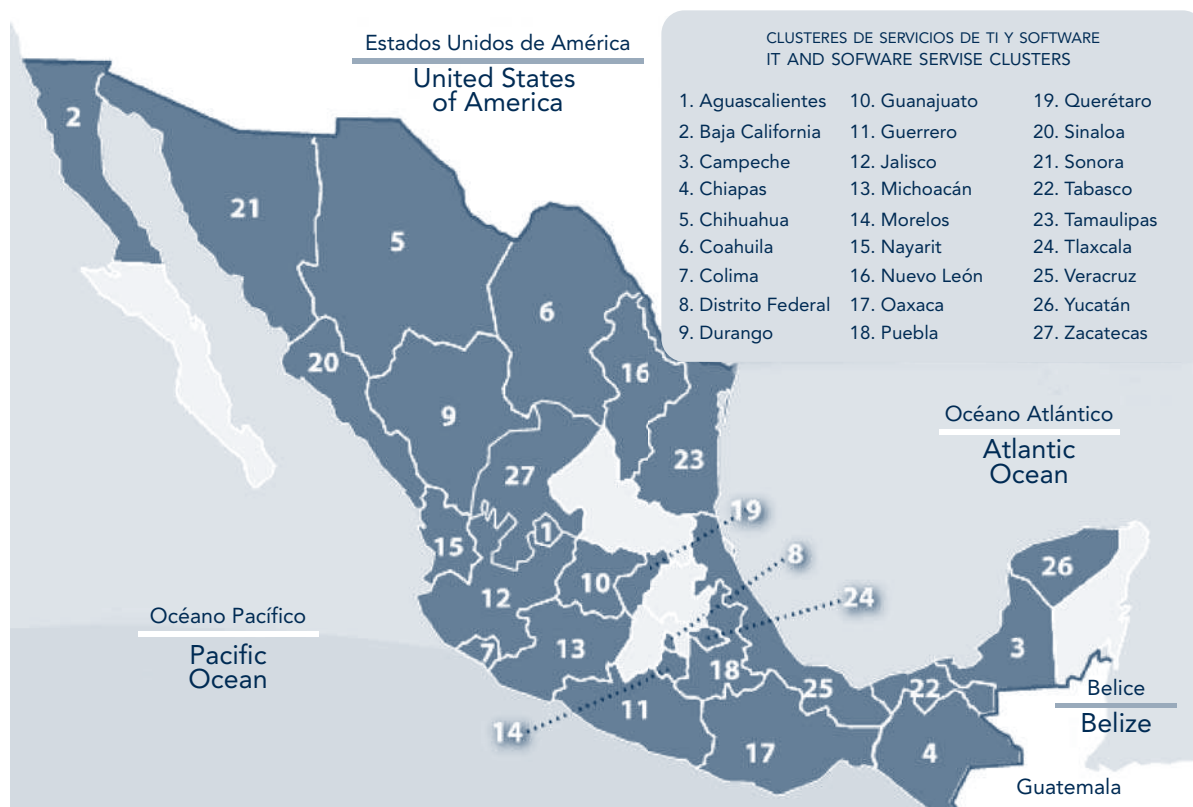 Estados Unidos de América
United States
of America
CLUSTERES DE SERVICIOS DE TI Y SOFTWARE
IT AND SOFWARE SERVISE CLUSTERS
1. Aguascalientes
2. Baja California
3. Campeche
4. Chiapas
5. Chihuahua
6. Coahuila
7. Colima
8. Distrito Federal
9. Durango
10. Guanajuato
11. Guerrero
12. Jalisco
13. Michoacán
14. Morelos
15. Nayarit
16. Nuevo León
17. Oaxaca
18. Puebla
19. Querétaro
20. Sinaloa
21. Sonora
22. Tabasco
23. Tamaulipas
24. Tlaxcala
25. Veracruz
26. Yucatán
27. Zacatecas
2
21
5
6
20
16
9
23
27
19
1
15
8
10
26
12
24
7
13
3
18
25
22
11
14
17
4
Océano Atlántico
Atlantic
Ocean
Océano Pacífico
Pacific
Ocean
Belice
Belize
Guatemala